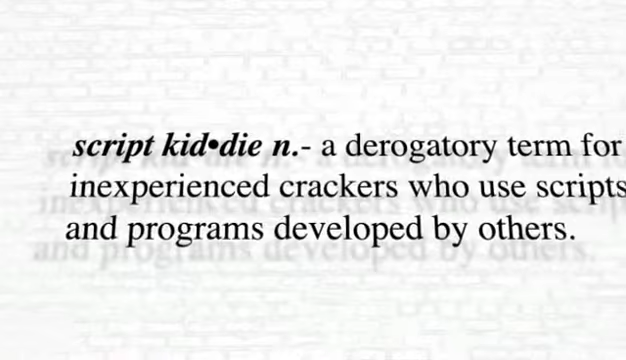 script kid•die n.- a derogatory term for
inexperienced crackers who use scripts
and programs developed by others.